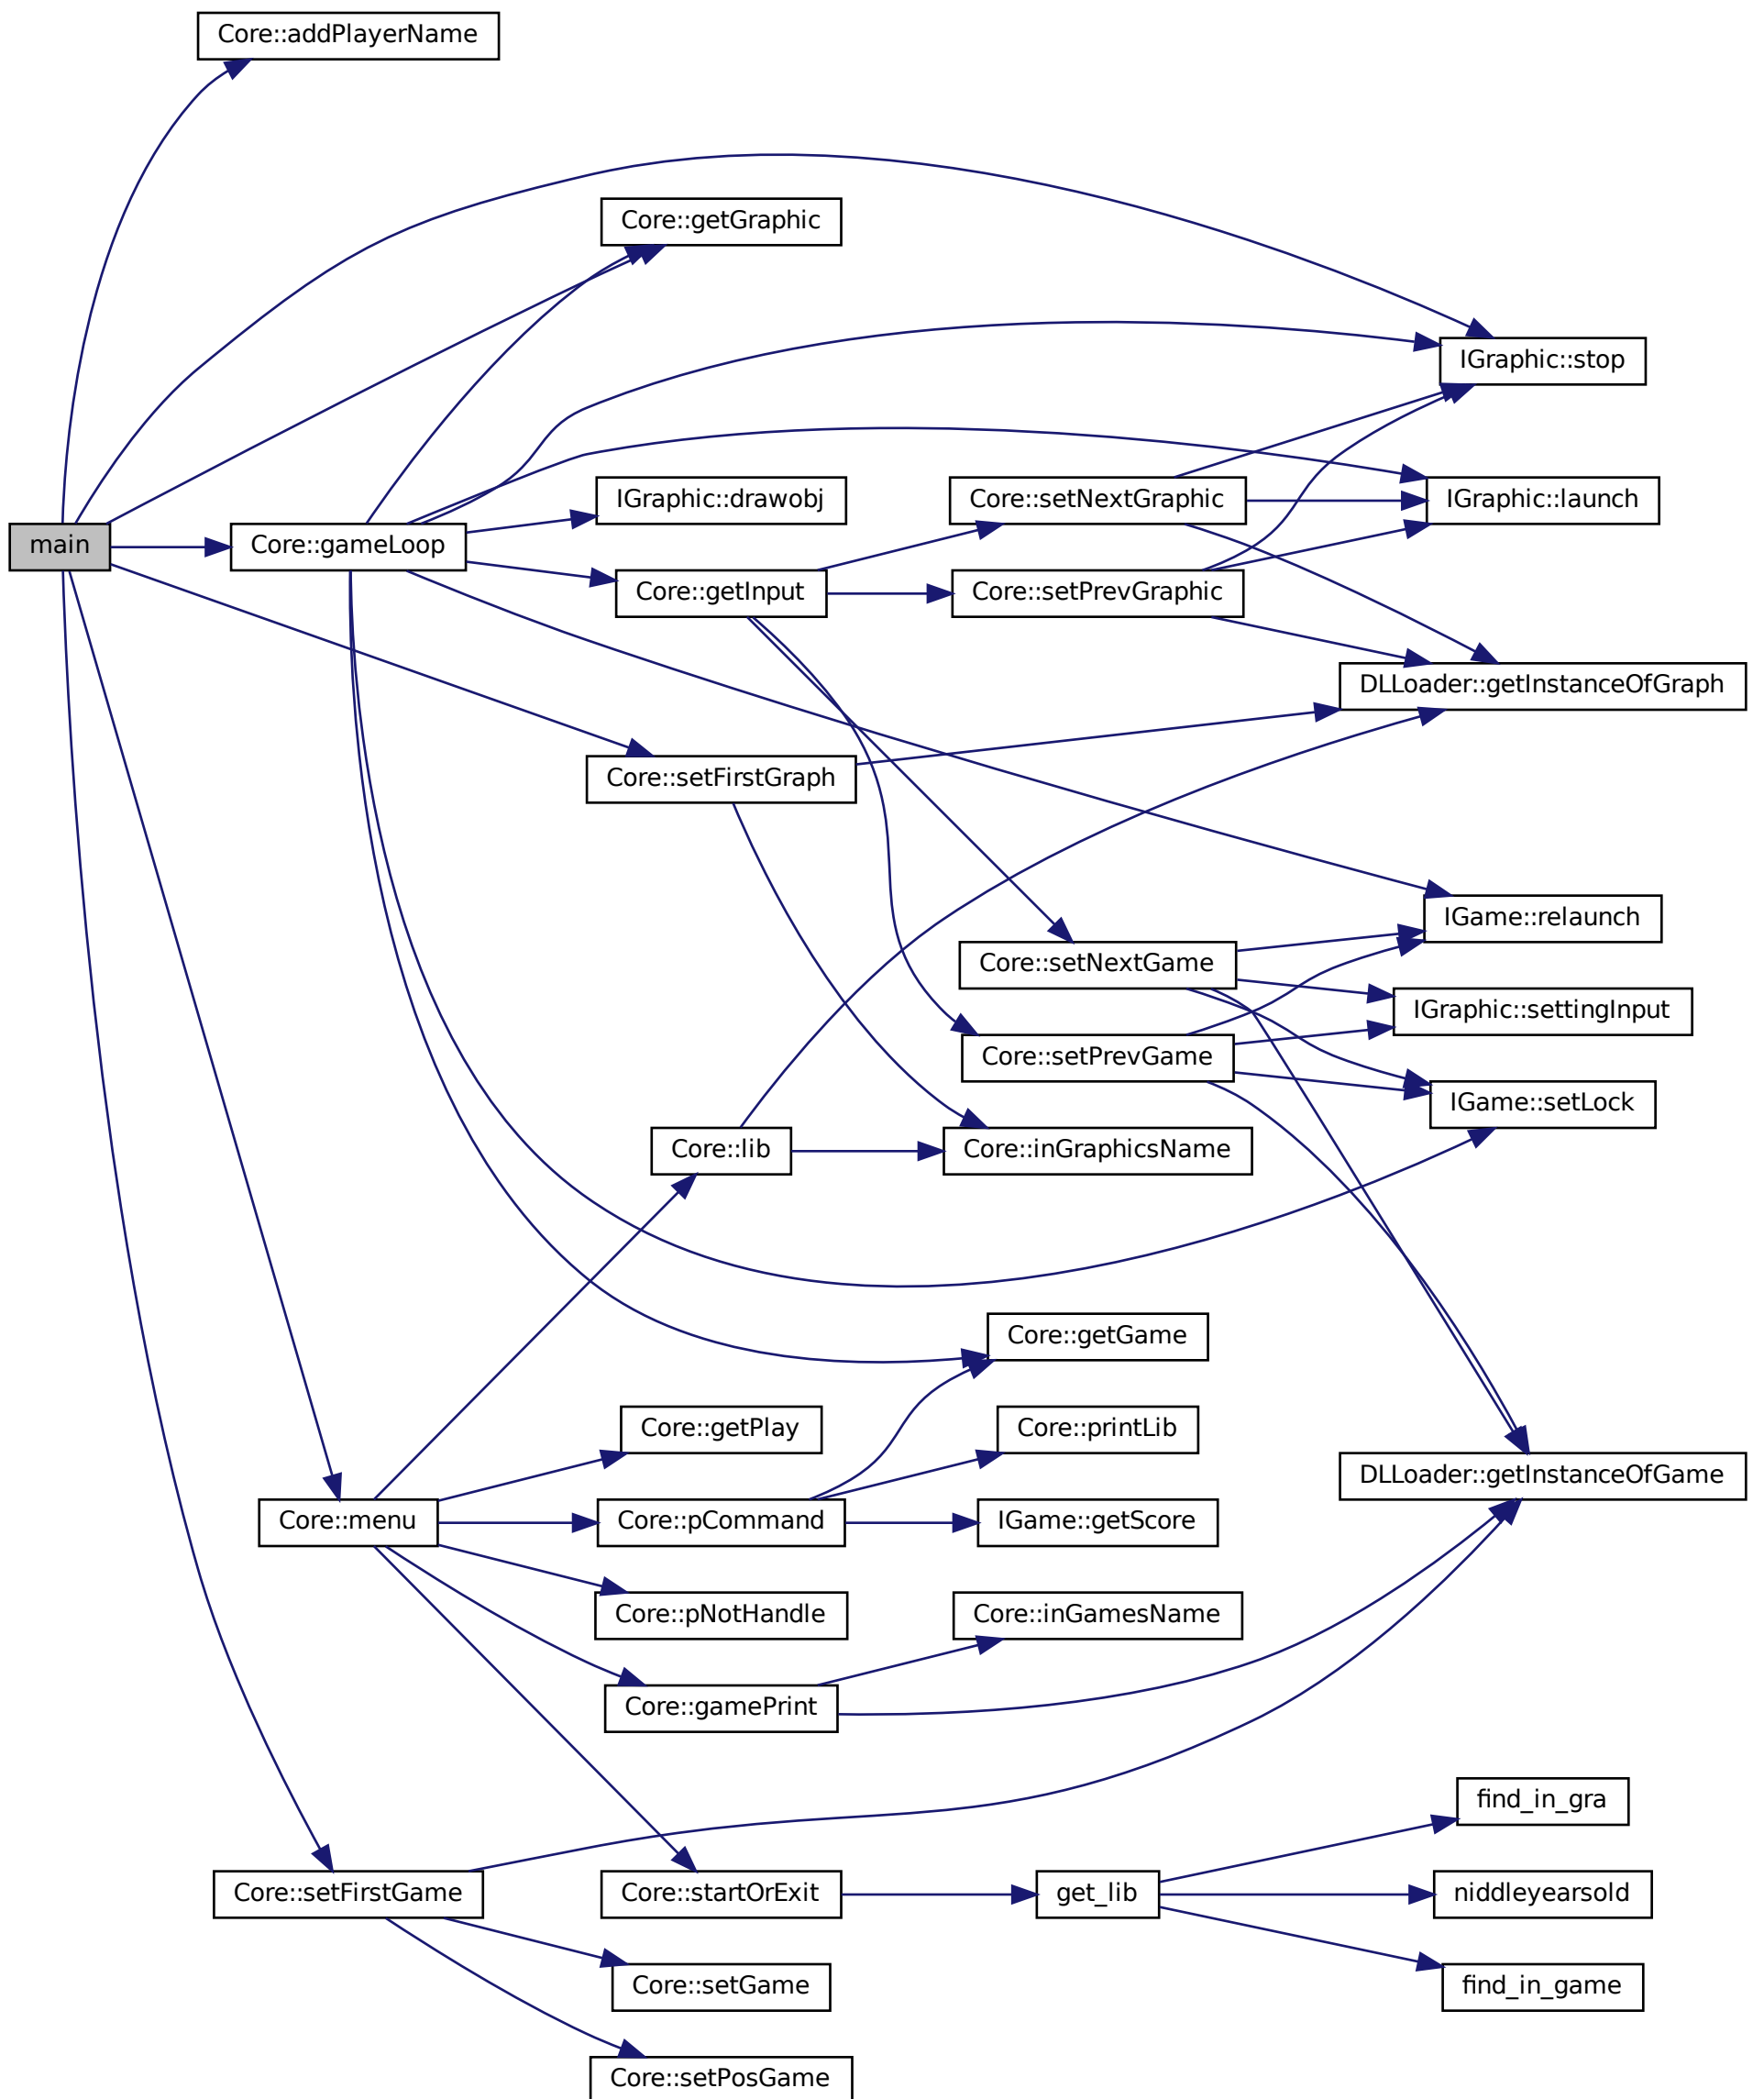 Core::addPlayerName
Core::getGraphic
IGraphic::stop
IGraphic::drawobj
Core::setNextGraphic
IGraphic::launch
main
Core::gameLoop
Core::getInput
Core::setPrevGraphic
DLLoader::getInstanceOfGraph
Core::setFirstGraph
IGame::relaunch
Core::setNextGame
IGraphic::settingInput
Core::setPrevGame
IGame::setLock
Core::lib
Core::inGraphicsName
Core::getGame
Core::getPlay
Core::printLib
DLLoader::getInstanceOfGame
Core::menu
Core::pCommand
IGame::getScore
Core::pNotHandle
Core::inGamesName
Core::gamePrint
find_in_gra
Core::setFirstGame
Core::startOrExit
get_lib
niddleyearsold
Core::setGame
find_in_game
Core::setPosGame